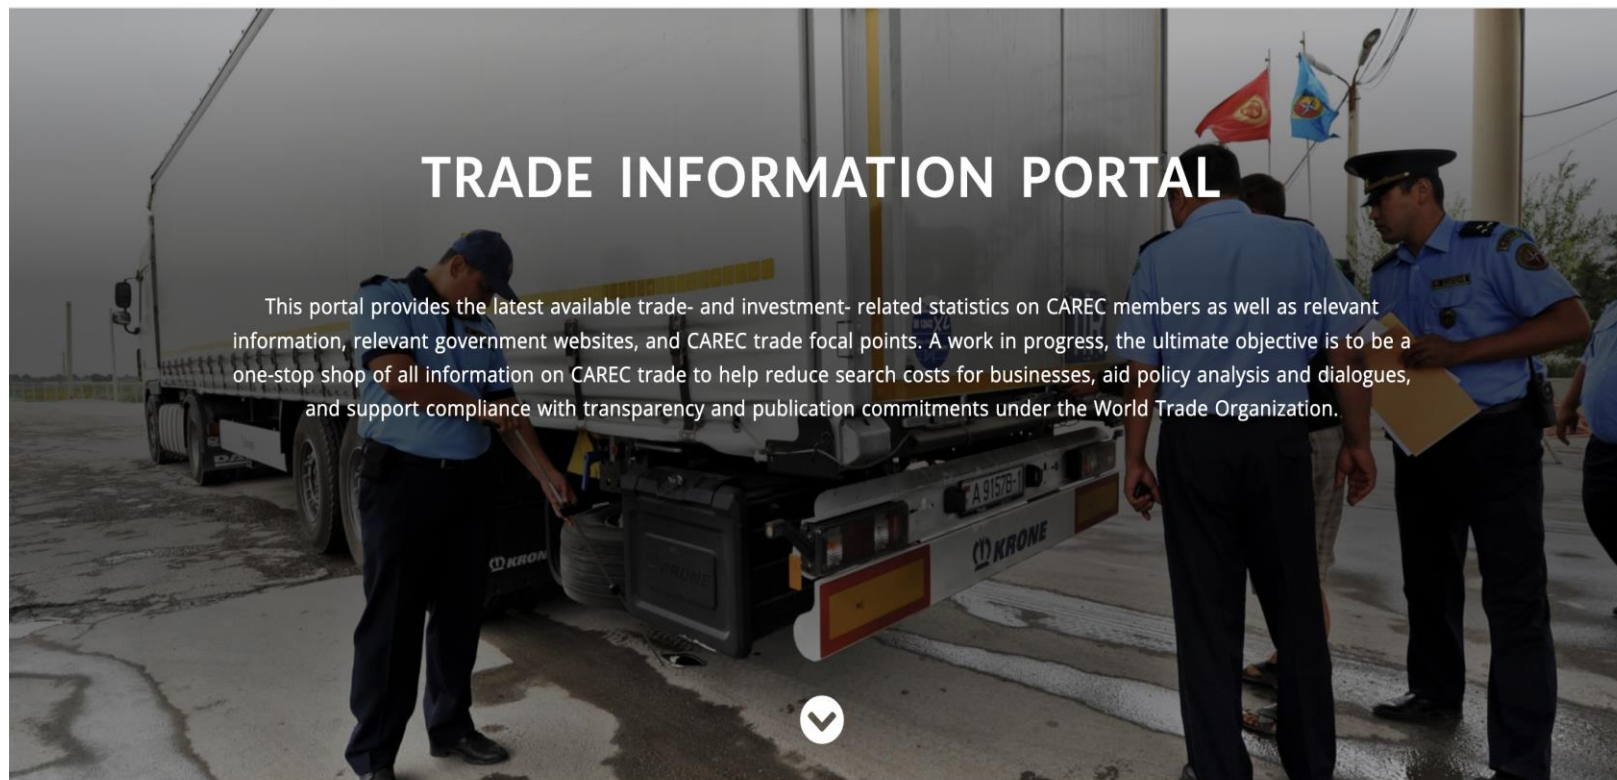 TRADE INFORMATION PORTAL
This portal provides the latest available trade- and investment- related statistics on CAREC members as well as relevant
information, relevant government websites, and CAREC trade focal points. A work in progress, the ultimate objective is to be a
one-stop shop of all information on CAREC trade to help reduce search costs for businesses, aid policy analysis and dialogues,
and support compliance with transparency and publication commitments under the World Trade Organization.
A 9157B-1
KRONE
KRON
KRONE